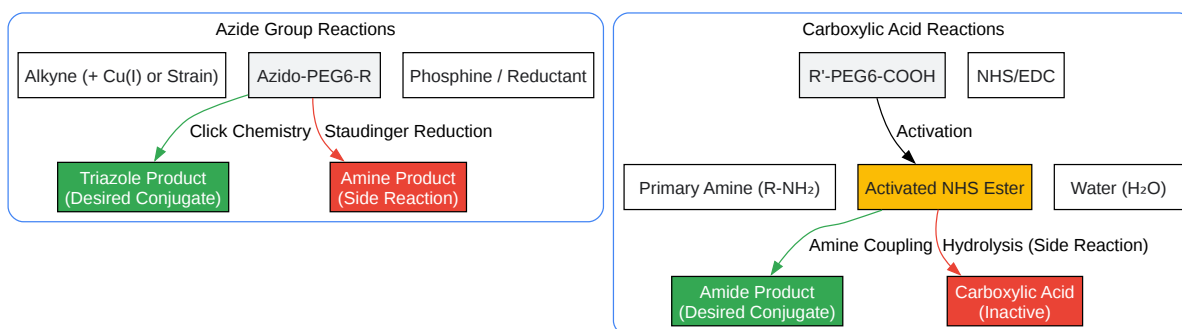 Azide Group Reactions
Alkyne (+ Cu(I) or Strain)
Azido-PEG6-R
Phosphine / Reductant
Click Chemistry
Staudinger Reduction
Triazole Product
(Desired Conjugate)
Amine Product
(Side Reaction)
Carboxylic Acid Reactions
R'-PEG6-COOH
NHS/EDC
Activation
Primary Amine (R-NH₂)
Activated NHS Ester
Water (H₂O)
Amine Coupling
Hydrolysis (Side Reaction)
Amide Product
(Desired Conjugate)
Carboxylic Acid
(Inactive)